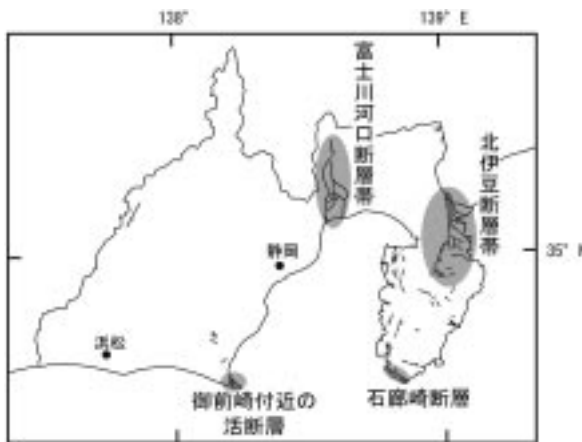 138°
139° E
富士川河口断層帯
北伊豆断層帯
静岡
35° N
浜松
御前崎付近の
活断層
石廊崎断層